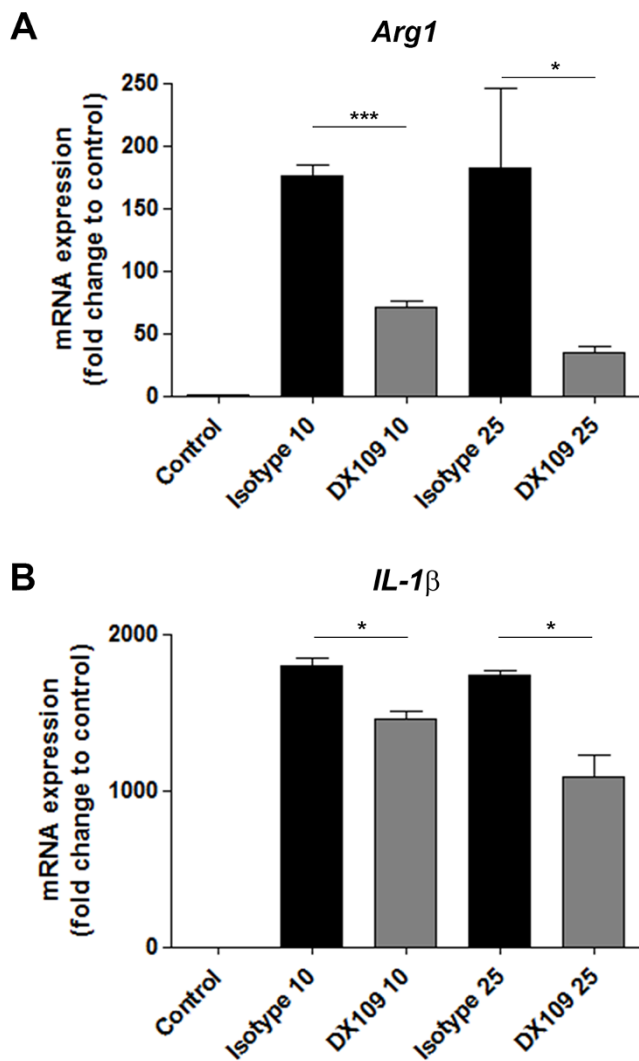 A
Arg1
mRNA expression
(fold change to control)
250
200
150
100
50
0
***
*
Control
Isotype 10
DX109 10
Isotype 25
DX109 25
B
IL-1β
mRNA expression
(fold change to control)
2000
1000
0
*
*
Control
Isotype 10
DX109 10
Isotype 25
DX109 25